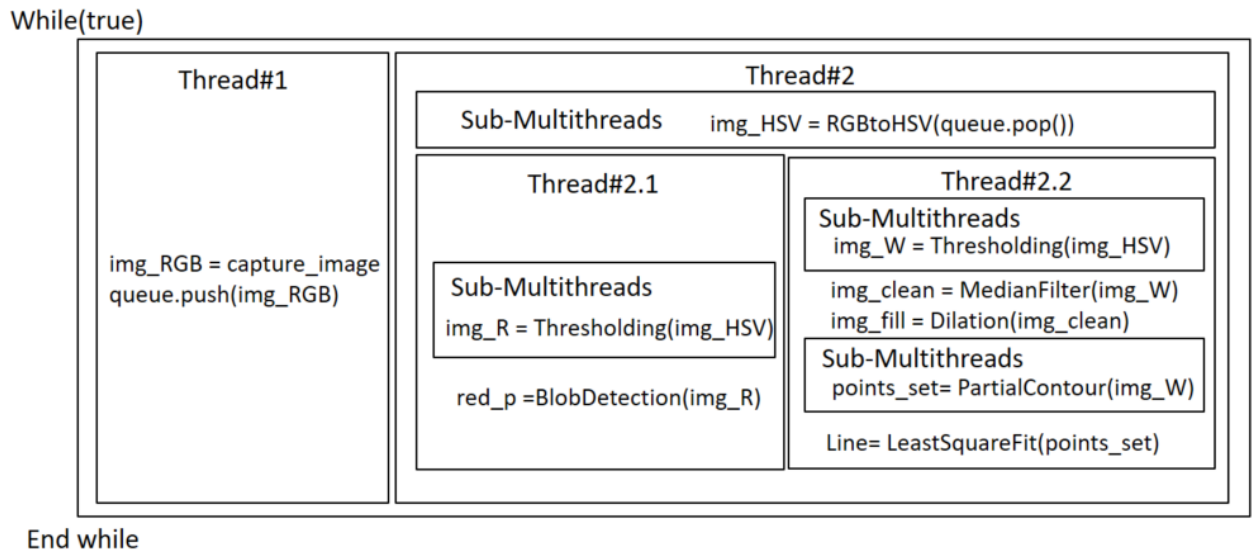 While(true)
Thread#1
img_RGB = capture_image
queue.push(img_RGB)
Thread#2
Sub-Multithreads img_HSV = RGBtoHSV(queue.pop())
Thread#2.1
Sub-Multithreads
img_R = Thresholding(img_HSV)
red_p =BlobDetection(img_R)
Thread#2.2
Sub-Multithreads
img_W = Thresholding(img_HSV)
img_clean = MedianFilter(img_W)
img_fill = Dilation(img_clean)
Sub-Multithreads
points_set= PartialContour(img_W)
Line= LeastSquareFit(points_set)
End while